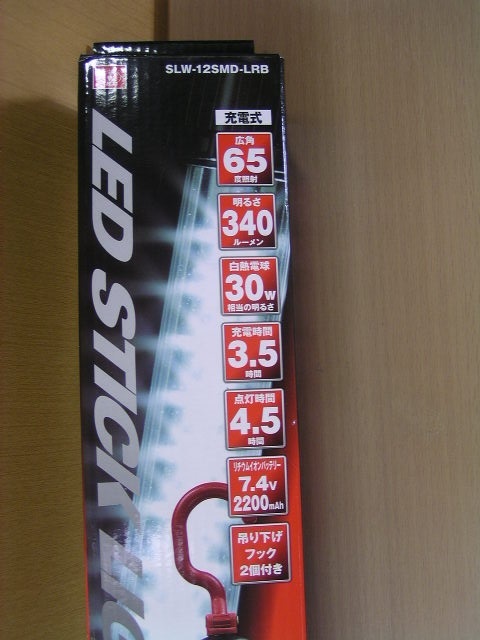 SLW-12SMD-LRB
LED STICK LIG
充電式
広角
65
度照射
明るさ
340
ルーメン
白熱電球
30W
相当の明るさ
充電時間
3.5
時間
点灯時間
4.5
時間
リチウムイオンバッテリー
7.4V
2200mAh
吊り下げ
フック
2個付き